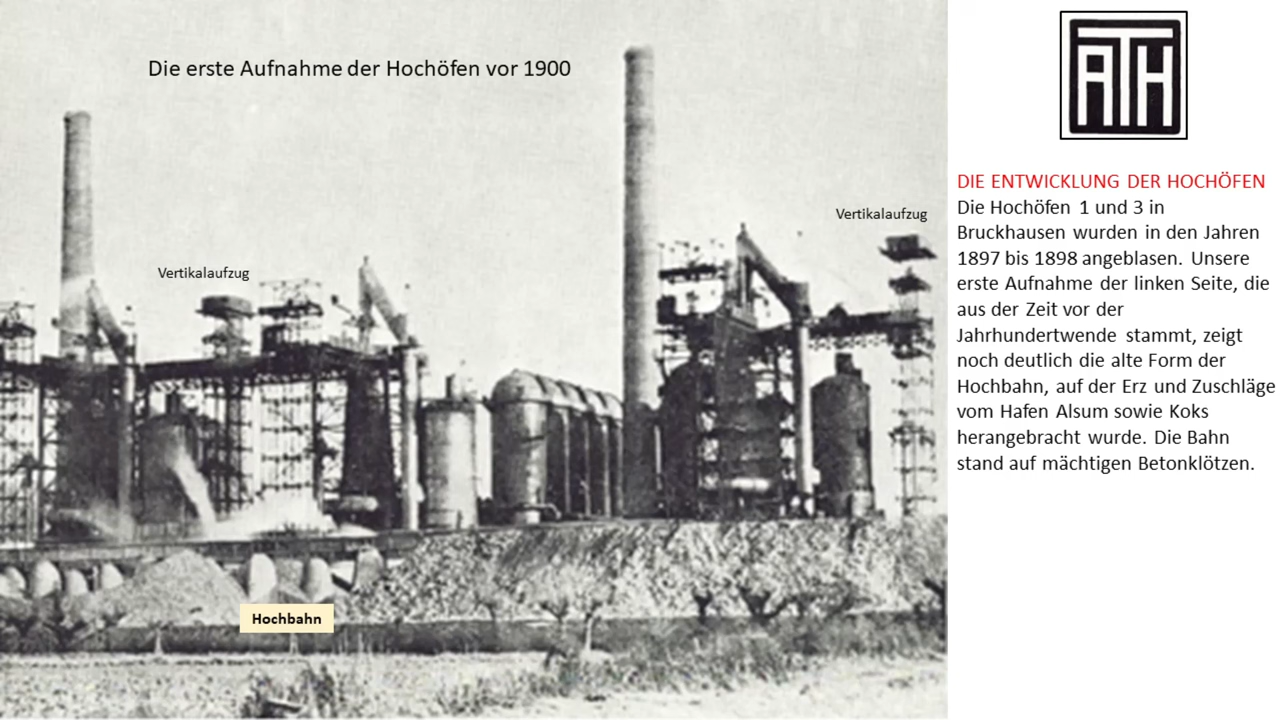 Die erste Aufnahme der Hochöfen vor 1900
Vertikalaufzug
Vertikalaufzug
Hochbahn
ATH
DIE ENTWICKLUNG DER HOCHÖFEN
Die Hochöfen 1 und 3 in
Bruckhausen wurden in den Jahren
1897 bis 1898 angeblasen. Unsere
erste Aufnahme der linken Seite, die
aus der Zeit vor der
Jahrhundertwende stammt, zeigt
noch deutlich die alte Form der
Hochbahn, auf der Erz und Zuschläge
vom Hafen Alsum sowie Koks
herangebracht wurde. Die Bahn
stand auf mächtigen Betonklötzen.